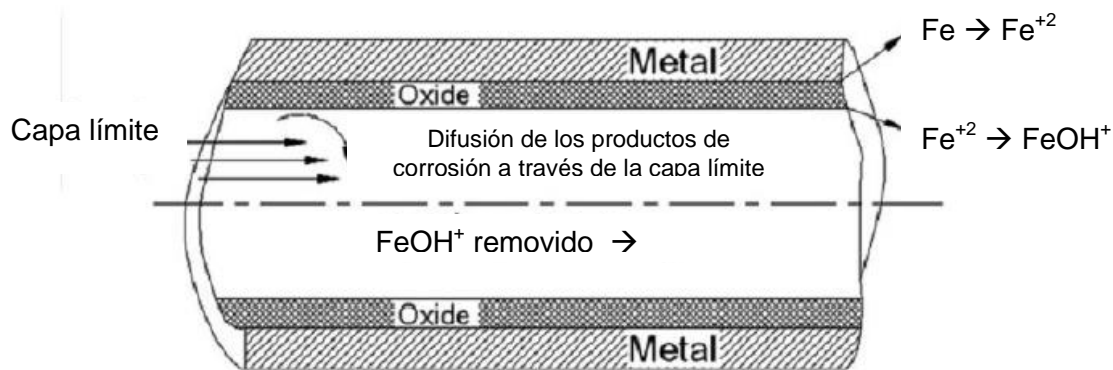 Fe → Fe⁺²
Metal
Oxide
Capa límite
Difusión de los productos de
corrosión a través de la capa límite
Fe⁺² → FeOH⁺
FeOH⁺ removido →
Oxide
Metal